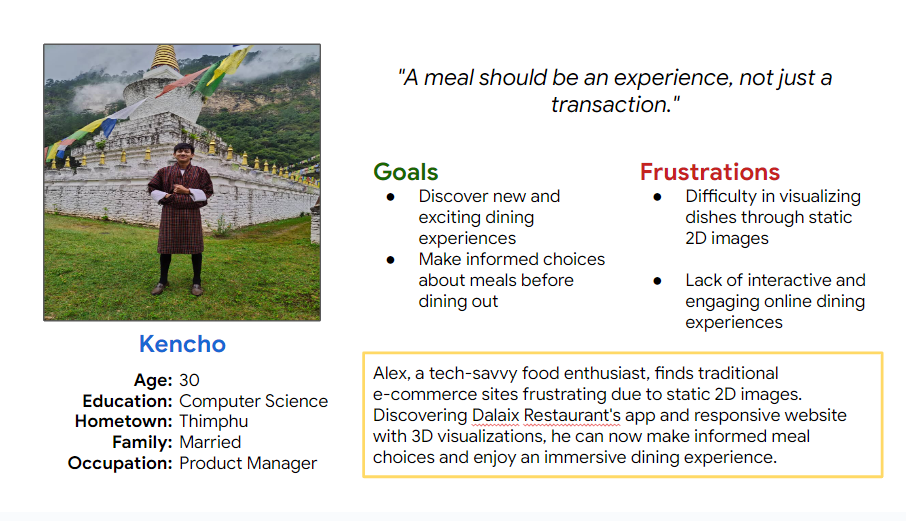 "A meal should be an experience, not just a
transaction."
Goals
● Discover new and
exciting dining
experiences
● Make informed choices
about meals before
dining out
Frustrations
● Difficulty in visualizing
dishes through static
2D images
● Lack of interactive and
engaging online dining
experiences
Kencho
Age: 30
Education: Computer Science
Hometown: Thimphu
Family: Married
Occupation: Product Manager
Alex, a tech-savvy food enthusiast, finds traditional
e-commerce sites frustrating due to static 2D images.
Discovering Dalaix Restaurant's app and responsive website
with 3D visualizations, he can now make informed meal
choices and enjoy an immersive dining experience.